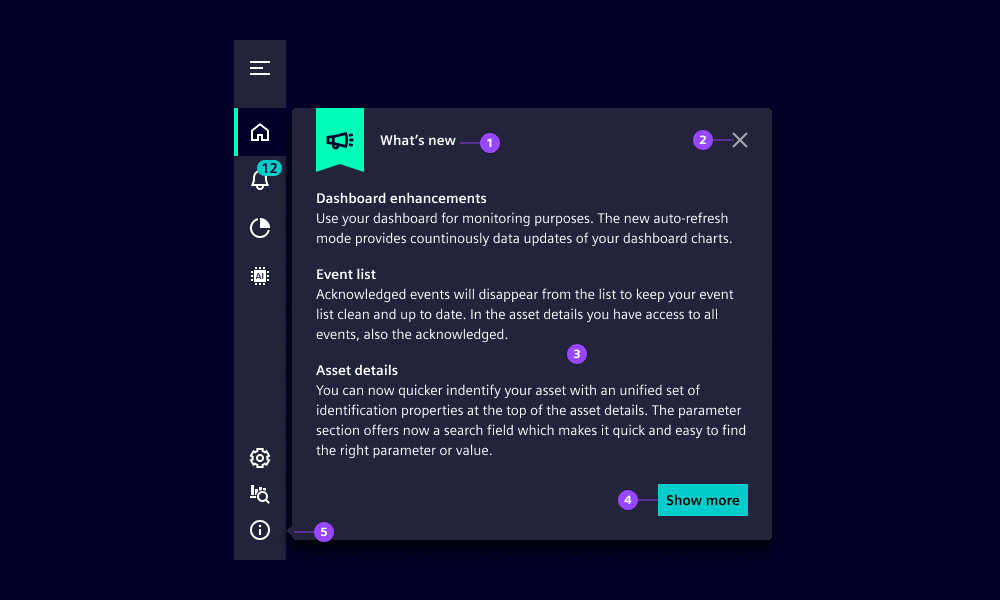 What's new
1
2
12
Dashboard enhancements
Use your dashboard for monitoring purposes. The new auto-refresh
mode provides countinously data updates of your dashboard charts.
AI
Event list
Acknowledged events will disappear from the list to keep your event
list clean and up to date. In the asset details you have access to all
events, also the acknowledged.
3
Asset details
You can now quicker indentify your asset with an unified set of
identification properties at the top of the asset details. The parameter
section offers now a search field which makes it quick and easy to find
the right parameter or value.
4
Show more
5